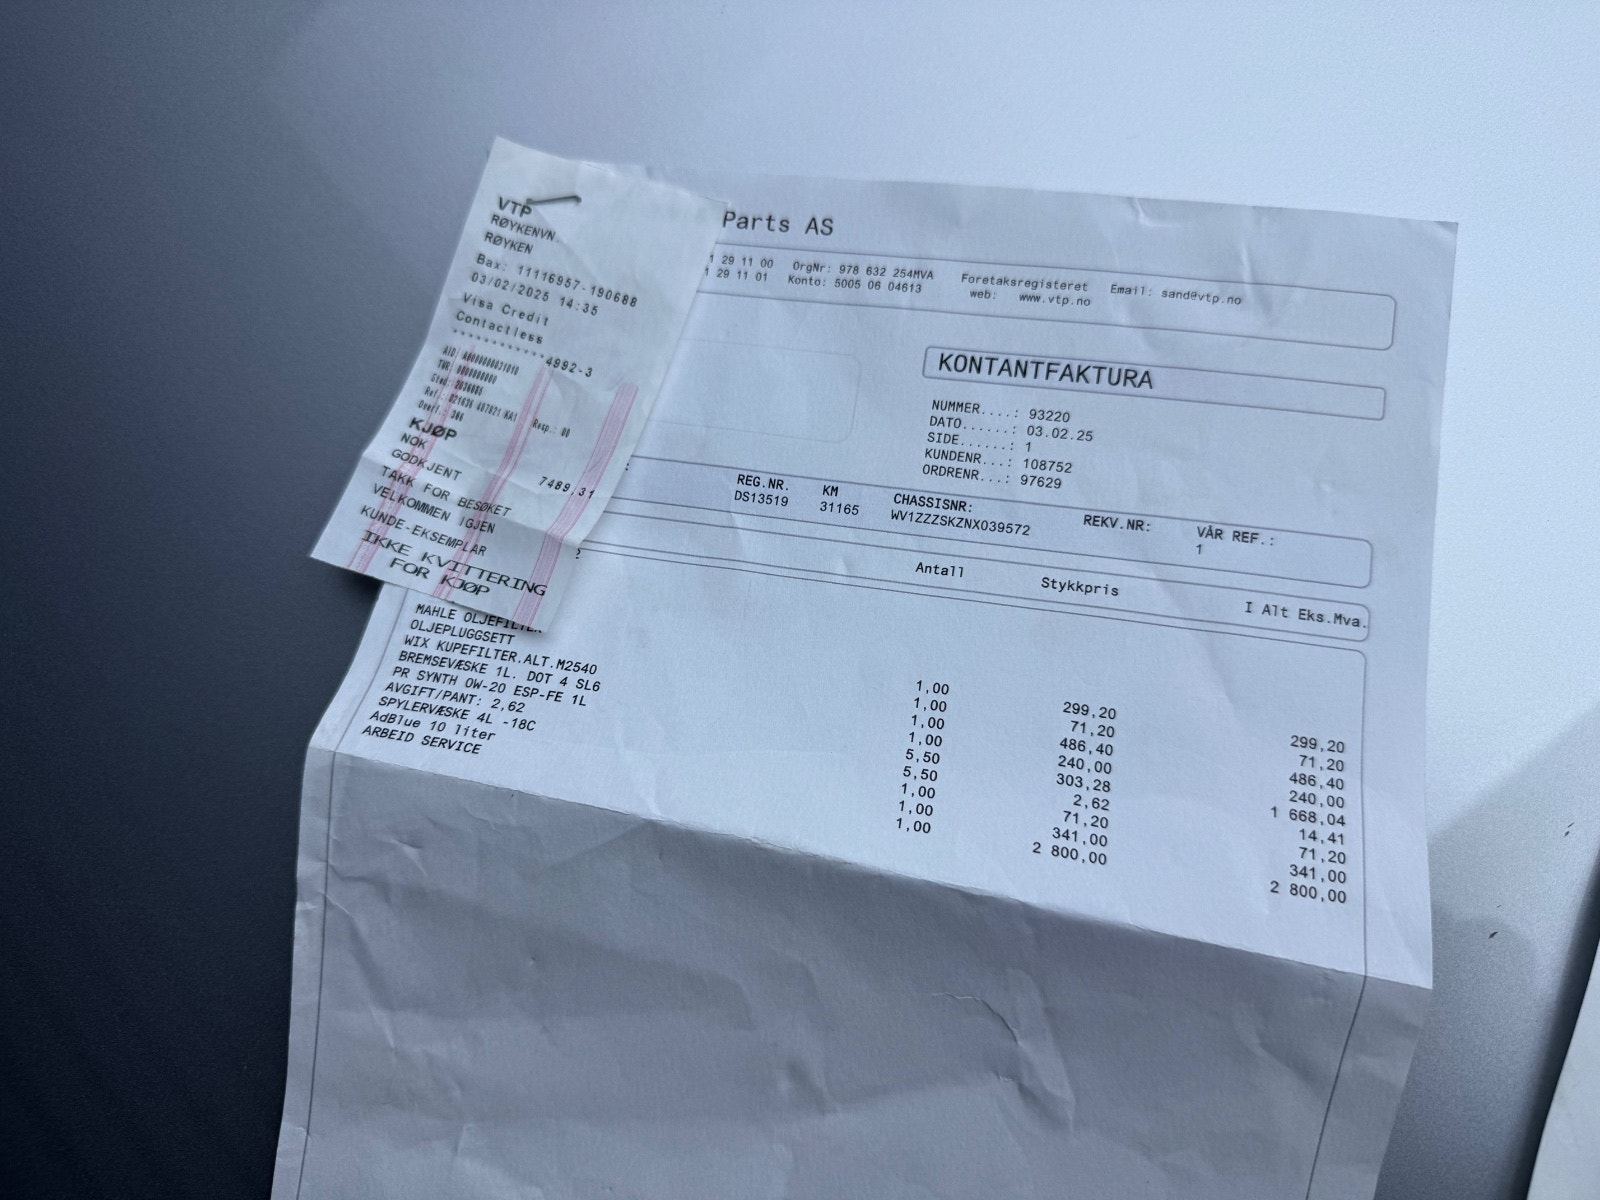 VTP
RØYKENVN.
RØYKEN
Bax: 11116957-190688
03/02/2025 14:35
Visa Credit
Contactless
************4992-3
AID: A0000000031010
TVR: 0000000000
Resp.: 00
KJØP
NOK 7489,31
GODKJENT
TAKK FOR BESØKET
VELKOMMEN IGJEN
KUNDE-EKSEMPLAR
IKKE KVITTERING
FOR KJØP
Parts AS
1 29 11 00 OrgNr: 978 632 254MVA Foretaksregisteret Email: sand@vtp.no
1 29 11 01 Konto: 5005 06 04613 web: www.vtp.no
KONTANTFAKTURA
NUMMER....: 93220
DATO......: 03.02.25
SIDE......: 1
KUNDENR...: 108752
ORDRENR...: 97629
REG.NR. KM CHASSISNR: REKV.NR: VÅR REF.:
DS13519 31165 WV1ZZZSKZNX039572 1
Antall Stykkpris I Alt Eks.Mva.
MAHLE OLJEFILTER 1,00 299,20 299,20
OLJEPLUGGSETT 1,00 71,20 71,20
WIX KUPEFILTER.ALT.M2540 1,00 486,40 486,40
BREMSEVÆSKE 1L. DOT 4 SL6 1,00 240,00 240,00
PR SYNTH 0W-20 ESP-FE 1L 5,50 303,28 1 668,04
AVGIFT/PANT: 2,62 5,50 2,62 14,41
SPYLERVÆSKE 4L -18C 1,00 71,20 71,20
AdBlue 10 liter 1,00 341,00 341,00
ARBEID SERVICE 1,00 2 800,00 2 800,00